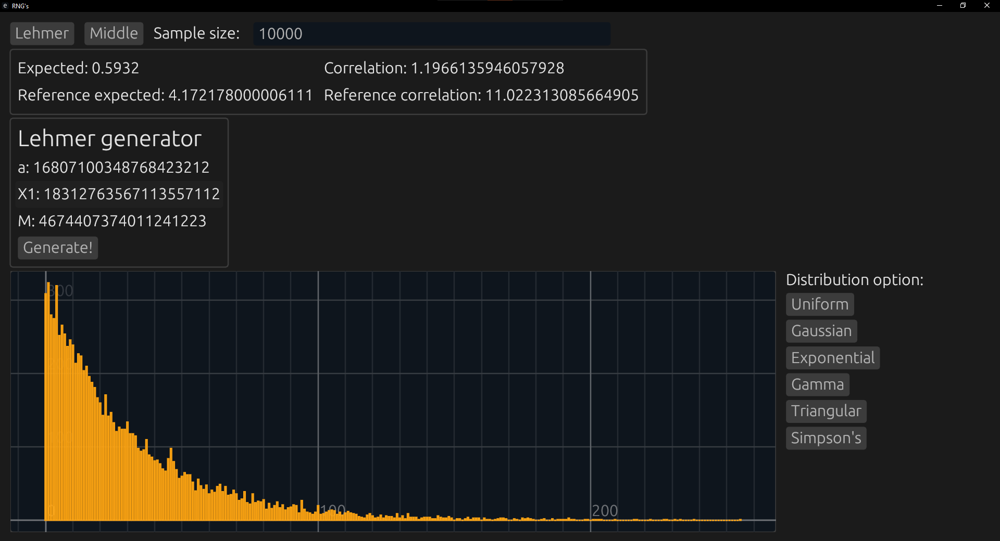 e RNG's
Lehmer Middle Sample size: 10000
Expected: 0.5932 Correlation: 1.1966135946057928
Reference expected: 4.172178000006111 Reference correlation: 11.022313085664905
Lehmer generator
a: 16807100348768423212
X1: 18312763567113557112
M: 4674407374011241223
Generate!
300
0
100
200
Distribution option:
Uniform
Gaussian
Exponential
Gamma
Triangular
Simpson's